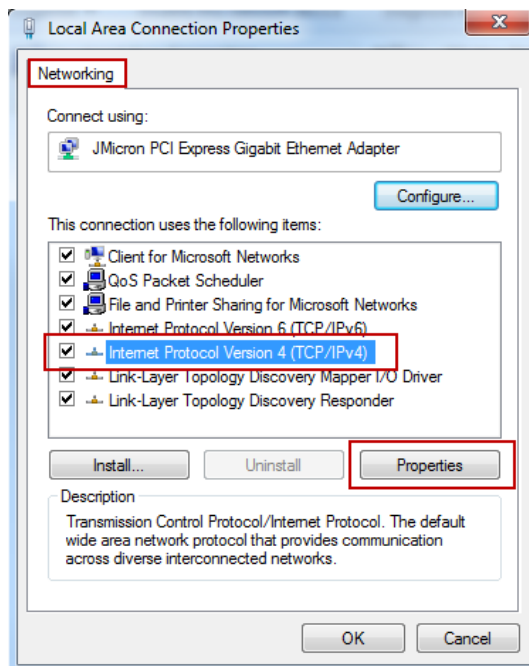 Local Area Connection Properties
Networking
Connect using:
JMicron PCI Express Gigabit Ethernet Adapter
Configure...
This connection uses the following items:
Client for Microsoft Networks
QoS Packet Scheduler
File and Printer Sharing for Microsoft Networks
Internet Protocol Version 6 (TCP/IPv6)
Internet Protocol Version 4 (TCP/IPv4)
Link-Layer Topology Discovery Mapper I/O Driver
Link-Layer Topology Discovery Responder
Install... Uninstall Properties
Description
Transmission Control Protocol/Internet Protocol. The default
wide area network protocol that provides communication
across diverse interconnected networks.
OK Cancel